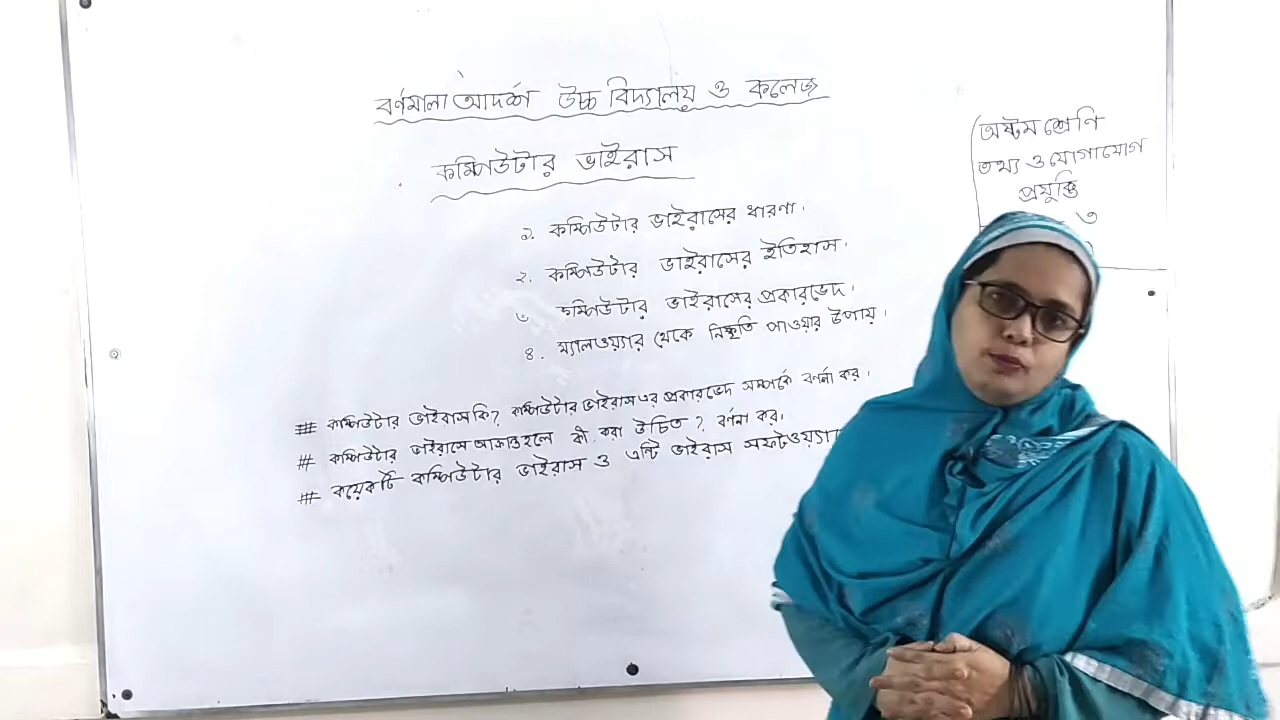 বর্ণমালা আদর্শ উচ্চ বিদ্যালয় ও কলেজ
কম্পিউটার ভাইরাস
১. কম্পিউটার ভাইরাসের ধারণা।
২. কম্পিউটার ভাইরাসের ইতিহাস।
৩ কম্পিউটার ভাইরাসের প্রকারভেদ।
৪. ম্যালওয়্যার থেকে নিষ্কৃতি পাওয়ার উপায়।
# কম্পিউটার ভাইরাস কি? কম্পিউটার ভাইরাস এর প্রকারভেদ সম্পর্কে বর্ণনা কর।
# কম্পিউটার ভাইরাসে আক্রান্ত হলে কী করা উচিত? বর্ণনা কর।
# কয়েকটি কম্পিউটার ভাইরাস ও এন্টি ভাইরাস
অষ্টম শ্রেণি
তথ্য ও যোগাযোগ
প্রযুক্তি
৩